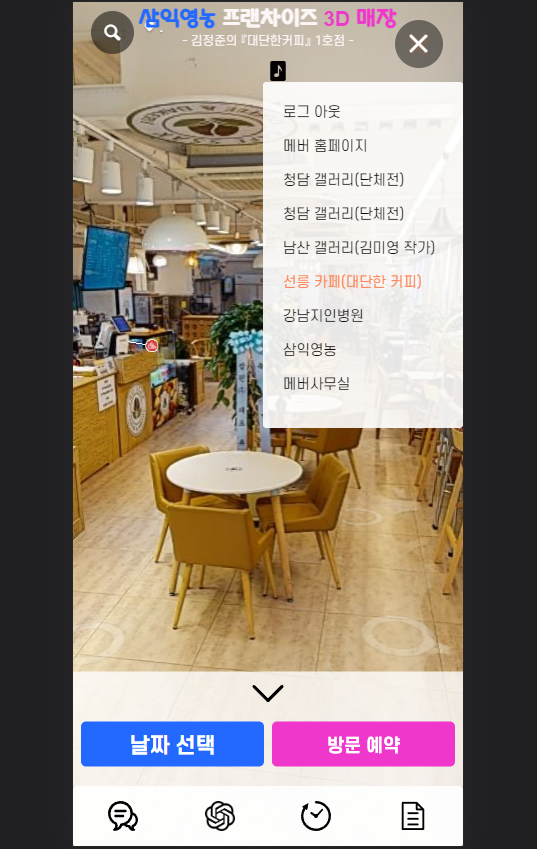 삼익영농 프랜차이즈 3D 매장
- 김정준의 『대단한커피』 1호점 -
로그 아웃
메버 홈페이지
청담 갤러리(단체전)
청담 갤러리(단체전)
남산 갤러리(김미영 작가)
선릉 카페(대단한 커피)
강남지인병원
삼익영농
메버사무실
날짜 선택
방문 예약